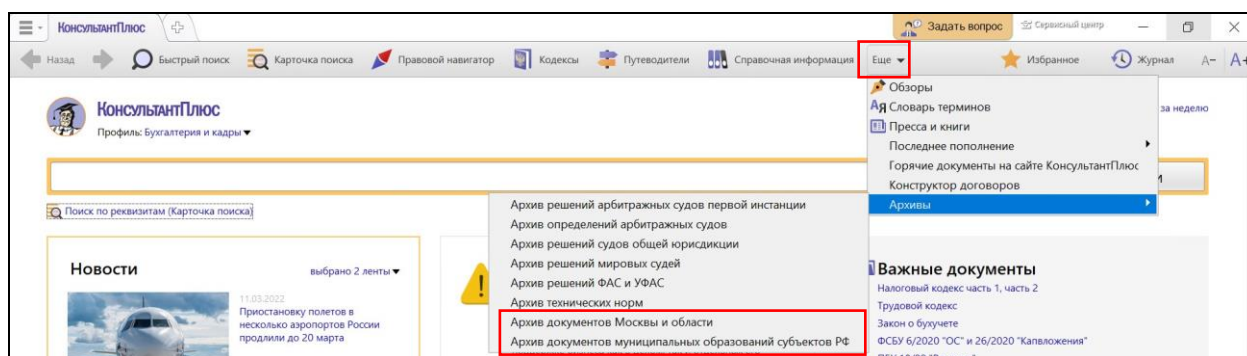 КонсультантПлюс
Задать вопрос
Сервисный центр
Назад
Быстрый поиск
Карточка поиска
Правовой навигатор
Кодексы
Путеводители
Справочная информация
Еще
Избранное
Журнал
А−
А+
КонсультантПлюс
Профиль: Бухгалтерия и кадры
Обзоры
Ая Словарь терминов
Пресса и книги
Последнее пополнение
Горячие документы на сайте КонсультантПлюс
Конструктор договоров
Архивы
за неделю
и
Поиск по реквизитам (Карточка поиска)
Архив решений арбитражных судов первой инстанции
Архив определений арбитражных судов
Архив решений судов общей юрисдикции
Архив решений мировых судей
Архив решений ФАС и УФАС
Архив технических норм
Архив документов Москвы и области
Архив документов муниципальных образований субъектов РФ
Новости
выбрано 2 ленты
11.03.2022
Приостановку полетов в
несколько аэропортов России
продлили до 20 марта
Важные документы
Налоговый кодекс часть 1, часть 2
Трудовой кодекс
Закон о бухучете
ФСБУ 6/2020 "ОС" и 26/2020 "Капвложения"